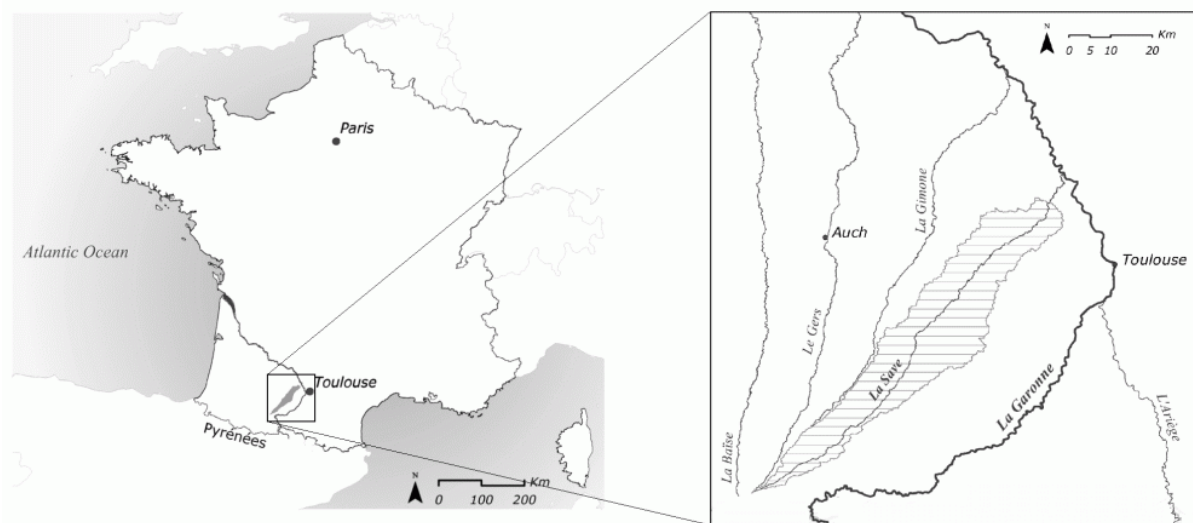 Paris
Atlantic Ocean
Toulouse
Pyrénées
N
0 100 200 Km
N
Km
0 5 10 20
La Gimone
Auch
Toulouse
Le Gers
La Save
La Garonne
La Baïse
L'Ariège